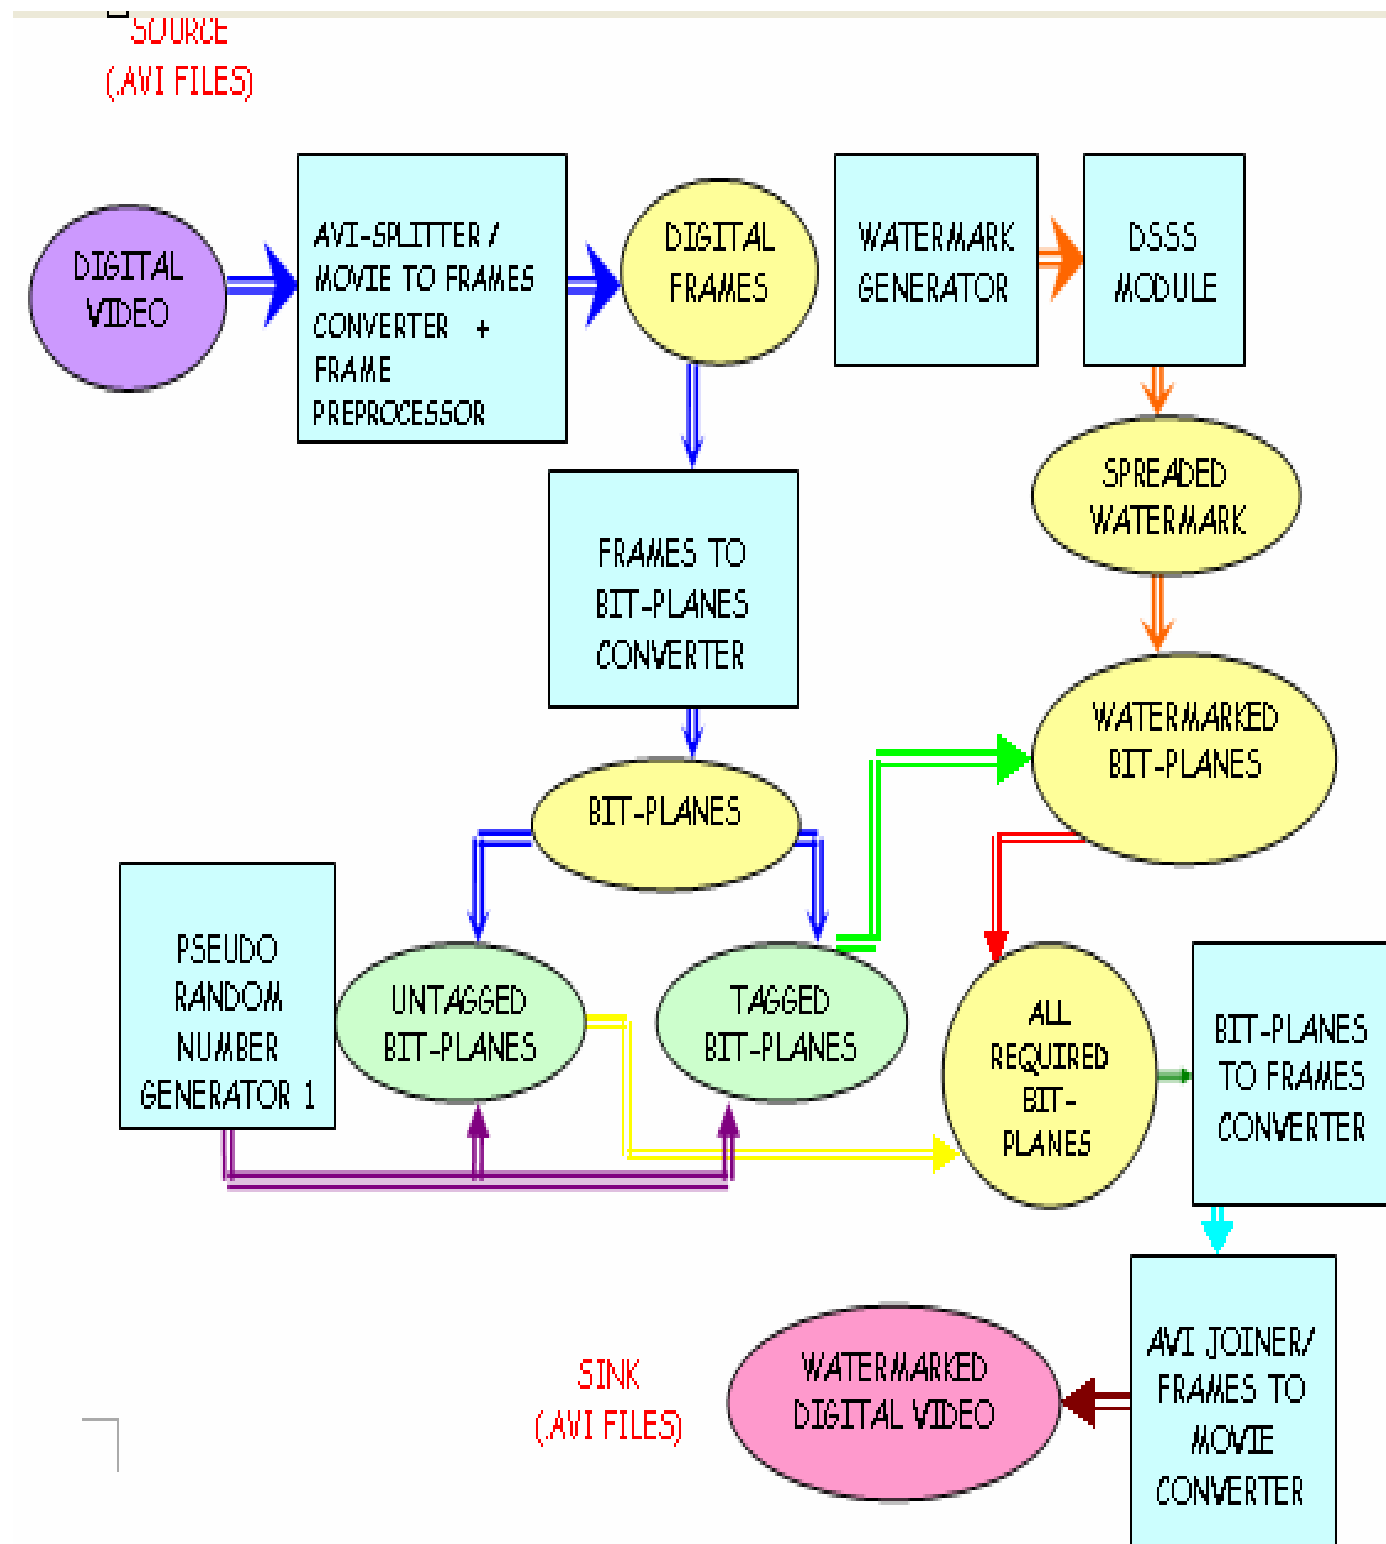 SOURCE
(.AVI FILES)
DIGITAL
VIDEO
AVI-SPLITTER /
MOVIE TO FRAMES
CONVERTER +
FRAME
PREPROCESSOR
DIGITAL
FRAMES
WATERMARK
GENERATOR
DSSS
MODULE
SPREADED
WATERMARK
FRAMES TO
BIT-PLANES
CONVERTER
WATERMARKED
BIT-PLANES
BIT-PLANES
PSEUDO
RANDOM
NUMBER
GENERATOR 1
UNTAGGED
BIT-PLANES
TAGGED
BIT-PLANES
ALL
REQUIRED
BIT-
PLANES
BIT-PLANES
TO FRAMES
CONVERTER
AVI JOINER/
FRAMES TO
MOVIE
CONVERTER
WATERMARKED
DIGITAL VIDEO
SINK
(.AVI FILES)